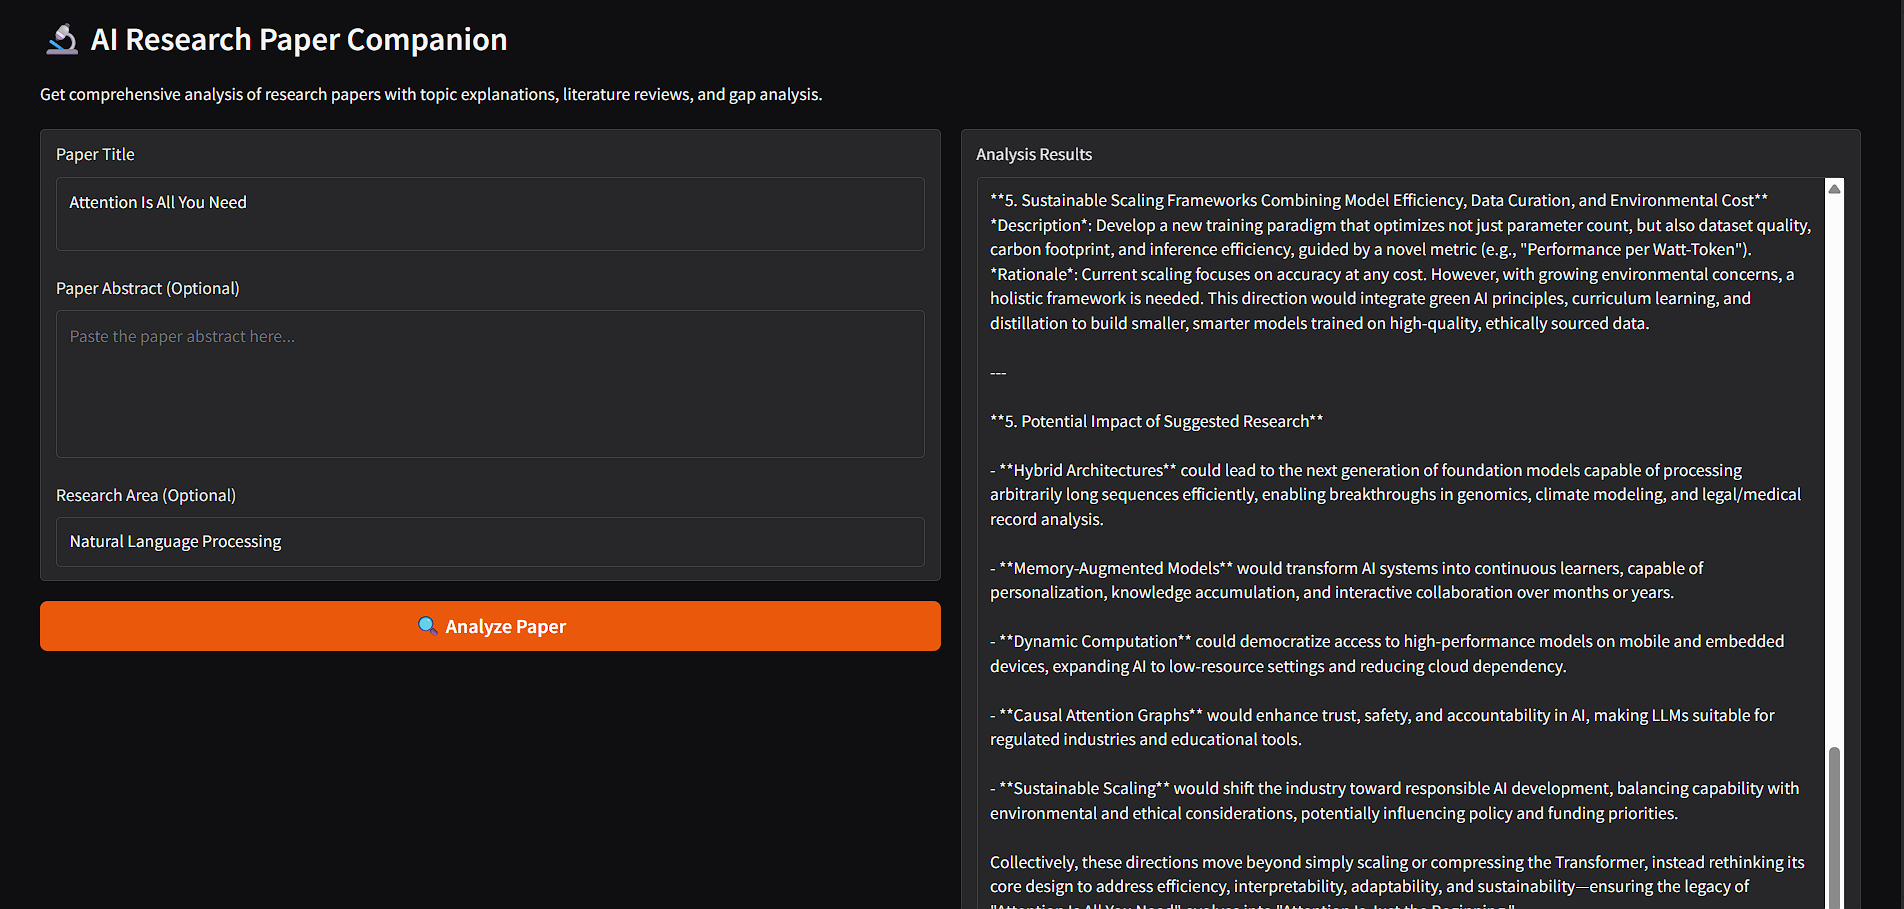 AI Research Paper Companion
Get comprehensive analysis of research papers with topic explanations, literature reviews, and gap analysis.
Paper Title
Attention Is All You Need
Paper Abstract (Optional)
Paste the paper abstract here...
Research Area (Optional)
Natural Language Processing
Analyze Paper
Analysis Results
**5. Sustainable Scaling Frameworks Combining Model Efficiency, Data Curation, and Environmental Cost**
*Description*: Develop a new training paradigm that optimizes not just parameter count, but also dataset quality,
carbon footprint, and inference efficiency, guided by a novel metric (e.g., "Performance per Watt-Token").
*Rationale*: Current scaling focuses on accuracy at any cost. However, with growing environmental concerns, a
holistic framework is needed. This direction would integrate green AI principles, curriculum learning, and
distillation to build smaller, smarter models trained on high-quality, ethically sourced data.
---
**5. Potential Impact of Suggested Research**
- **Hybrid Architectures** could lead to the next generation of foundation models capable of processing
arbitrarily long sequences efficiently, enabling breakthroughs in genomics, climate modeling, and legal/medical
record analysis.
- **Memory-Augmented Models** would transform AI systems into continuous learners, capable of
personalization, knowledge accumulation, and interactive collaboration over months or years.
- **Dynamic Computation** could democratize access to high-performance models on mobile and embedded
devices, expanding AI to low-resource settings and reducing cloud dependency.
- **Causal Attention Graphs** would enhance trust, safety, and accountability in AI, making LLMs suitable for
regulated industries and educational tools.
- **Sustainable Scaling** would shift the industry toward responsible AI development, balancing capability with
environmental and ethical considerations, potentially influencing policy and funding priorities.
Collectively, these directions move beyond simply scaling or compressing the Transformer, instead rethinking its
core design to address efficiency, interpretability, adaptability, and sustainability—ensuring the legacy of
"Attention Is All You Need" evolves into "Attention Is Just the Beginning."